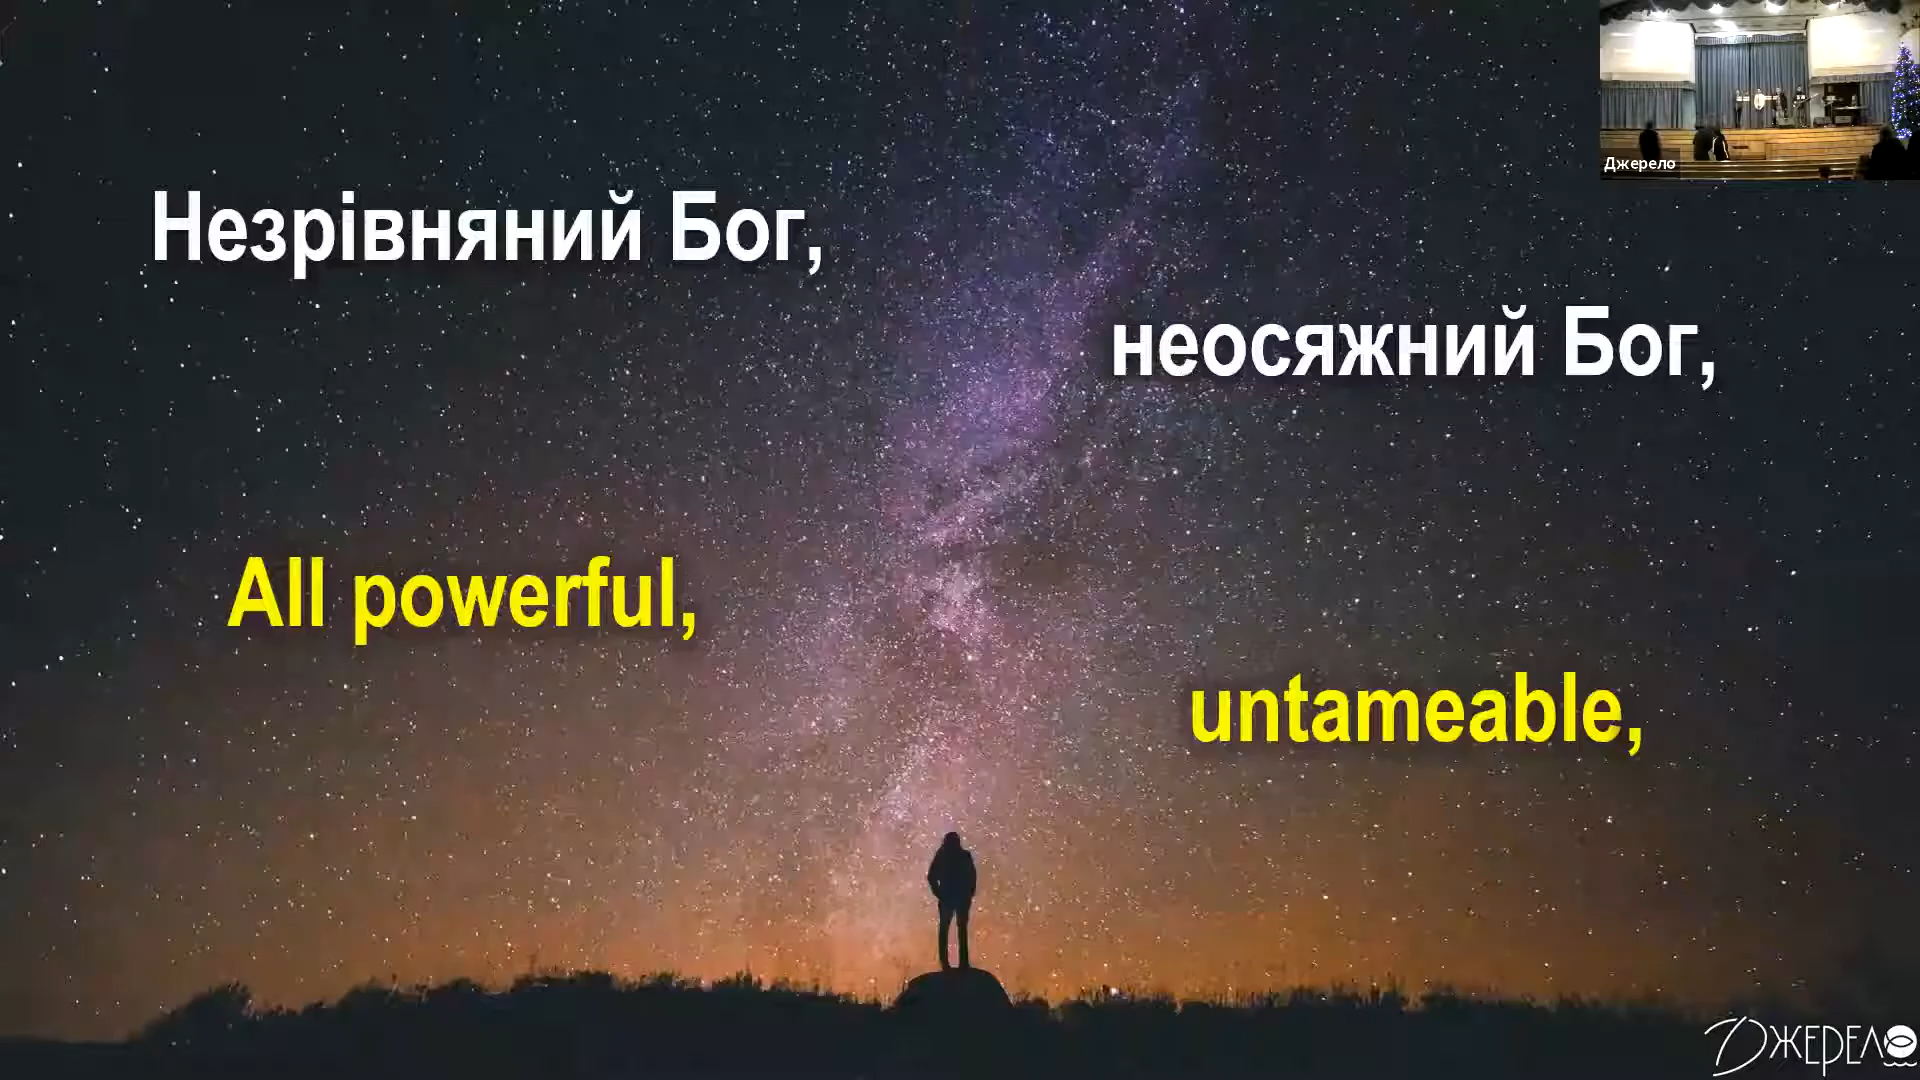 Джерело
Незрівняний Бог,
неосяжний Бог,
All powerful,
untameable,
ДЖЕРЕЛО